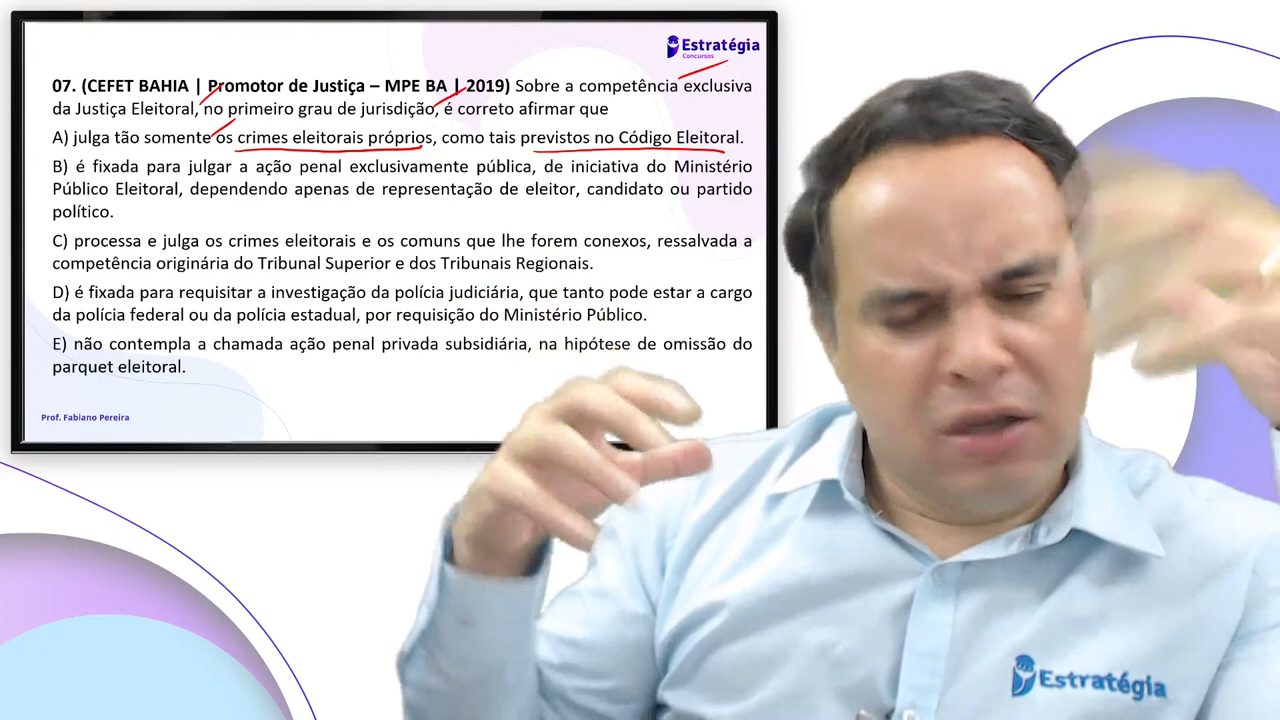 Estratégia
Concursos
07. (CEFET BAHIA | Promotor de Justiça – MPE BA | 2019) Sobre a competência exclusiva
da Justiça Eleitoral, no primeiro grau de jurisdição, é correto afirmar que
A) julga tão somente os crimes eleitorais próprios, como tais previstos no Código Eleitoral.
B) é fixada para julgar a ação penal exclusivamente pública, de iniciativa do Ministério
Público Eleitoral, dependendo apenas de representação de eleitor, candidato ou partido
político.
C) processa e julga os crimes eleitorais e os comuns que lhe forem conexos, ressalvada a
competência originária do Tribunal Superior e dos Tribunais Regionais.
D) é fixada para requisitar a investigação da polícia judiciária, que tanto pode estar a cargo
da polícia federal ou da polícia estadual, por requisição do Ministério Público.
E) não contempla a chamada ação penal privada subsidiária, na hipótese de omissão do
parquet eleitoral.
Prof. Fabiano Pereira
Estratégia